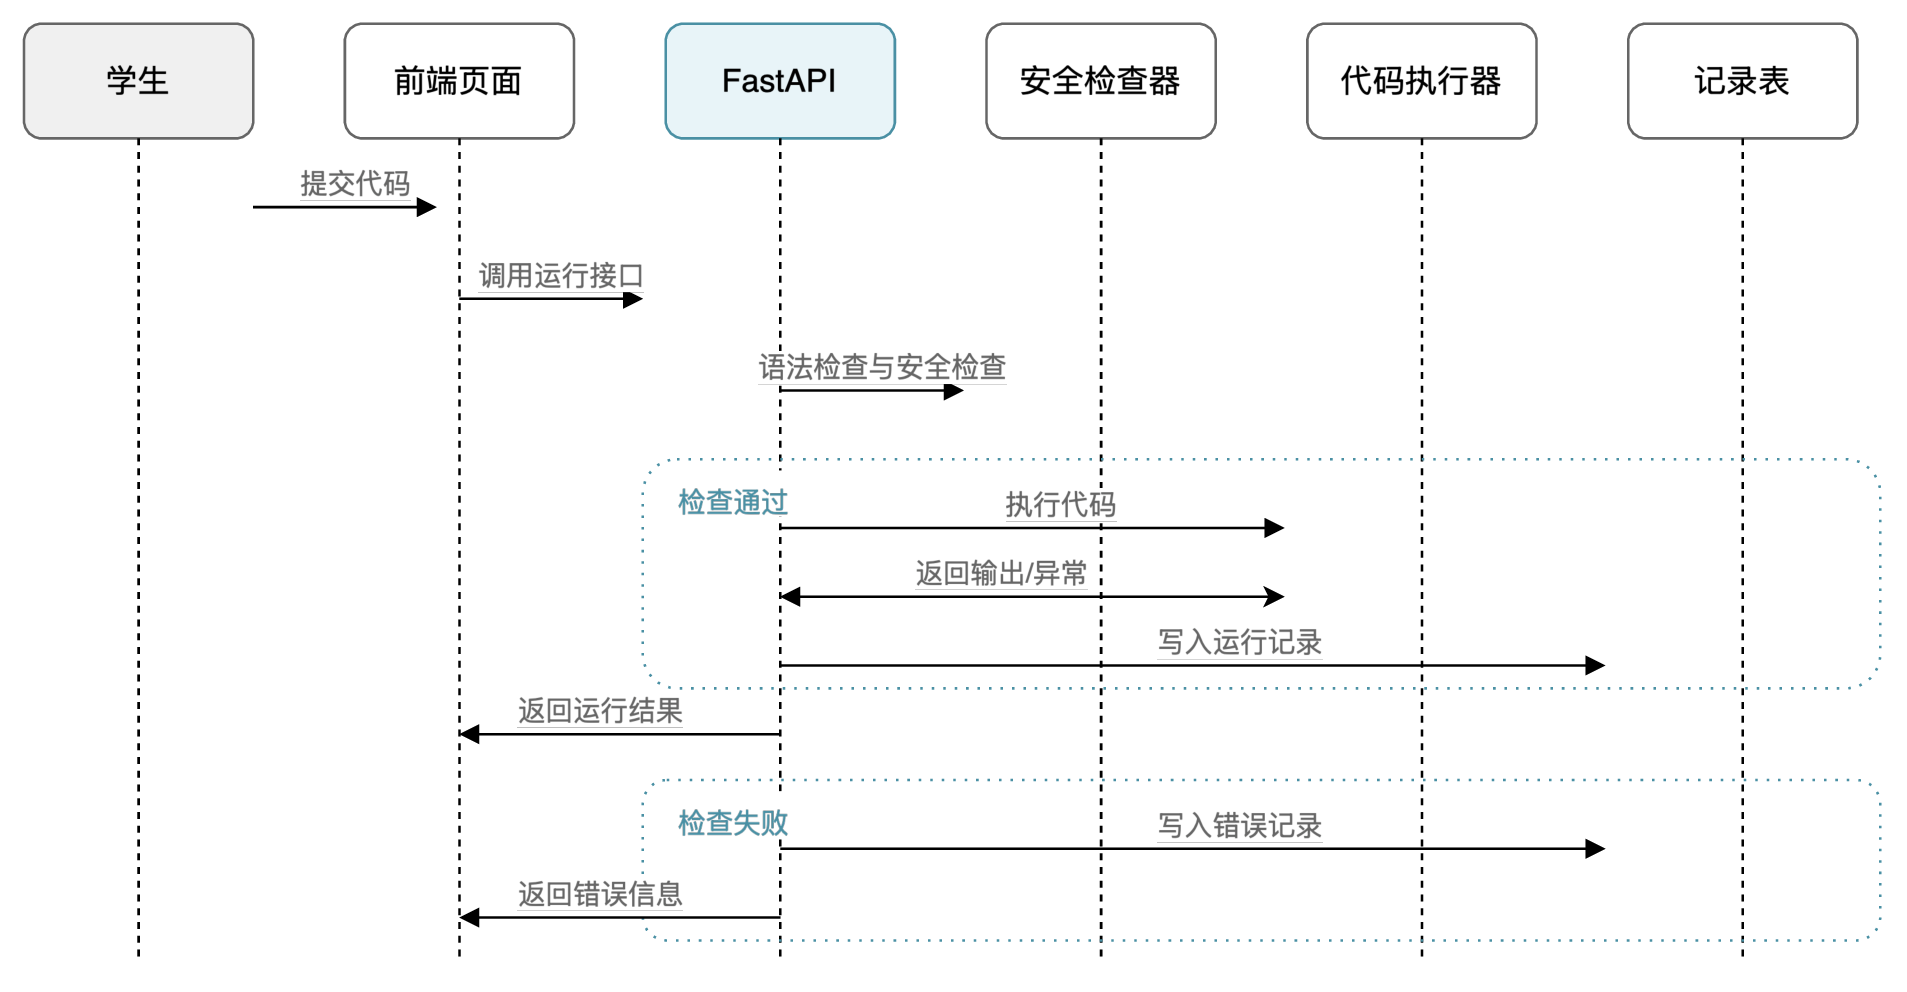 学生
前端页面
FastAPI
安全检查器
代码执行器
记录表
提交代码
调用运行接口
语法检查与安全检查
检查通过
执行代码
返回输出/异常
写入运行记录
返回运行结果
检查失败
写入错误记录
返回错误信息